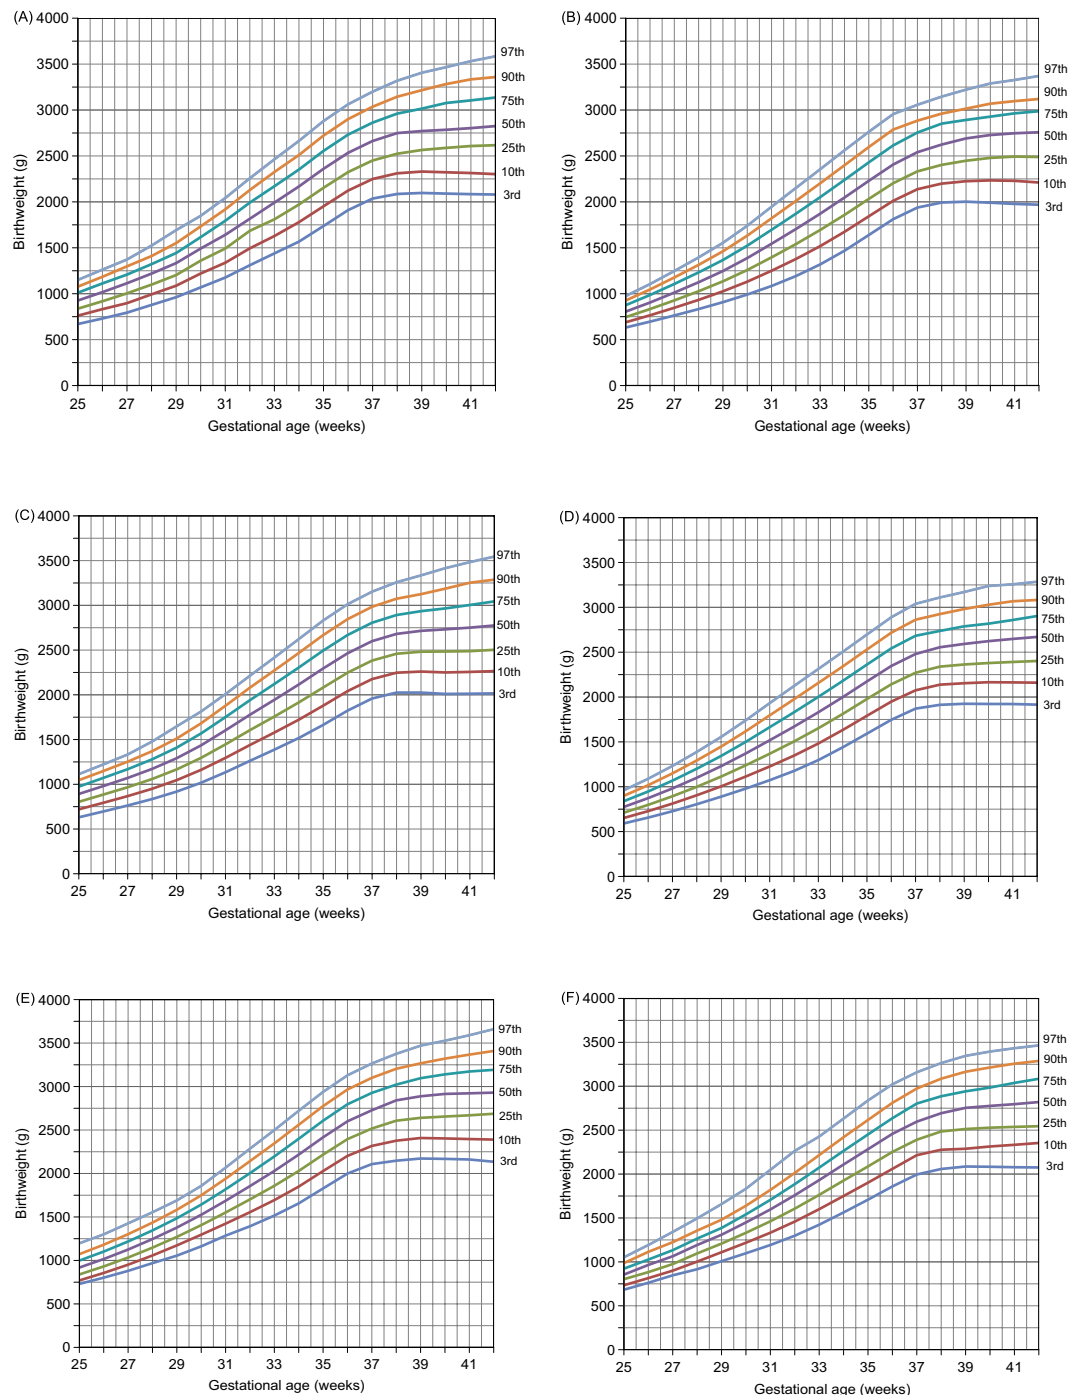 (A)
4000
3500
3000
2500
2000
1500
1000
500
0
Birthweight (g)
97th
90th
75th
50th
25th
10th
3rd
25 27 29 31 33 35 37 39 41
Gestational age (weeks)
(B)
4000
3500
3000
2500
2000
1500
1000
500
0
Birthweight (g)
97th
90th
75th
50th
25th
10th
3rd
25 27 29 31 33 35 37 39 41
Gestational age (weeks)
(C)
4000
3500
3000
2500
2000
1500
1000
500
0
Birthweight (g)
97th
90th
75th
50th
25th
10th
3rd
25 27 29 31 33 35 37 39 41
Gestational age (weeks)
(D)
4000
3500
3000
2500
2000
1500
1000
500
0
Birthweight (g)
97th
90th
75th
50th
25th
10th
3rd
25 27 29 31 33 35 37 39 41
Gestational age (weeks)
(E)
4000
3500
3000
2500
2000
1500
1000
500
0
Birthweight (g)
97th
90th
75th
50th
25th
10th
3rd
25 27 29 31 33 35 37 39 41
Gestational age (weeks)
(F)
4000
3500
3000
2500
2000
1500
1000
500
0
Birthweight (g)
97th
90th
75th
50th
25th
10th
3rd
25 27 29 31 33 35 37 39 41
Gestational age (weeks)